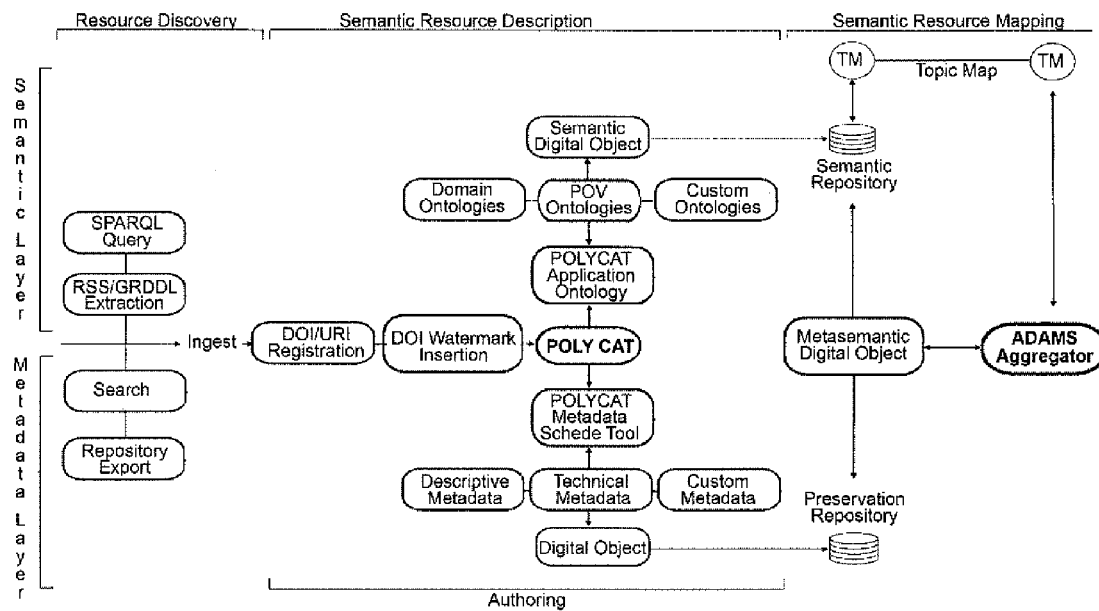 Resource Discovery
Semantic Resource Description
Semantic Resource Mapping
Semantic Layer
Metadata Layer
SPARQL
Query
RSS/GRDDL
Extraction
Ingest
Search
Repository
Export
DOI/URI
Registration
DOI Watermark
Insertion
Semantic
Digital Object
Domain
Ontologies
POV
Ontologies
Custom
Ontologies
POLYCAT
Application
Ontology
POLY CAT
POLYCAT
Metadata
Schede Tool
Descriptive
Metadata
Technical
Metadata
Custom
Metadata
Digital Object
Authoring
TM
Topic Map
TM
Semantic
Repository
Metasemantic
Digital Object
ADAMS
Aggregator
Preservation
Repository